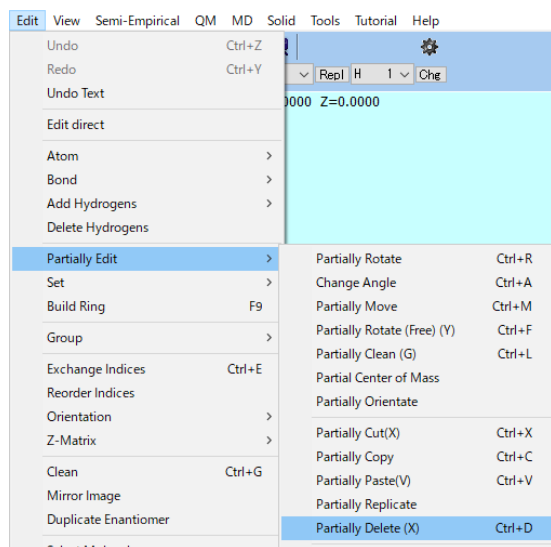 Edit View Semi-Empirical QM MD Solid Tools Tutorial Help
Undo Ctrl+Z
Redo Ctrl+Y
Repl H 1 Chg
Undo Text
0000 Z=0.0000
Edit direct
Atom
Bond
Add Hydrogens
Delete Hydrogens
Partially Edit
Set
Build Ring F9
Group
Exchange Indices Ctrl+E
Reorder Indices
Orientation
Z-Matrix
Clean Ctrl+G
Mirror Image
Duplicate Enantiomer
Partially Rotate Ctrl+R
Change Angle Ctrl+A
Partially Move Ctrl+M
Partially Rotate (Free) (Y) Ctrl+F
Partially Clean (G) Ctrl+L
Partial Center of Mass
Partially Orientate
Partially Cut(X) Ctrl+X
Partially Copy Ctrl+C
Partially Paste(V) Ctrl+V
Partially Replicate
Partially Delete (X) Ctrl+D